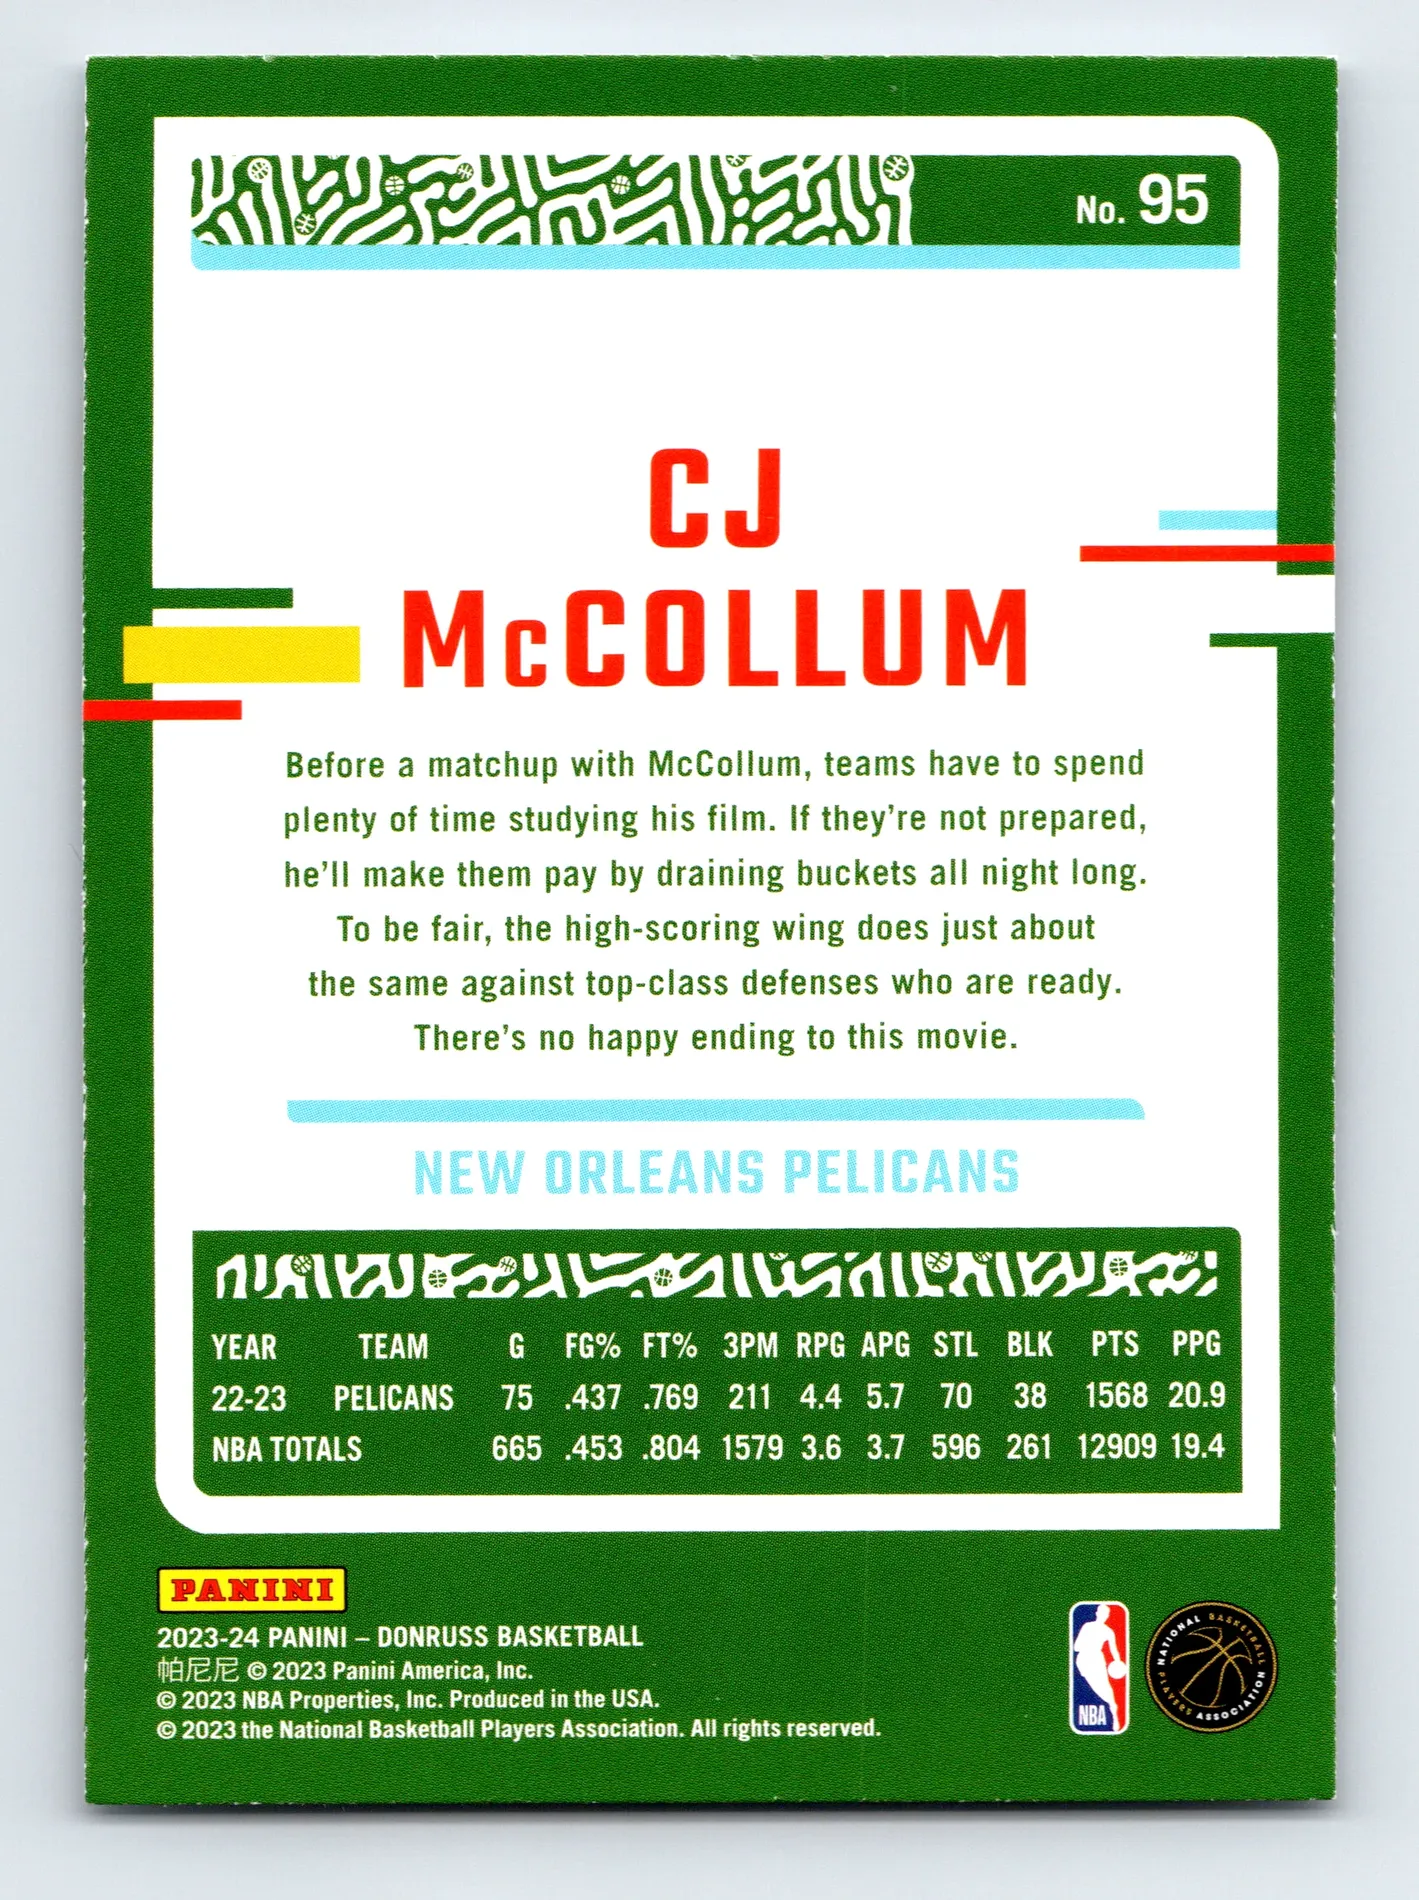 No. 95
CJ
McCOLLUM
Before a matchup with McCollum, teams have to spend
plenty of time studying his film. If they're not prepared,
he'll make them pay by draining buckets all night long.
To be fair, the high-scoring wing does just about
the same against top-class defenses who are ready.
There's no happy ending to this movie.
NEW ORLEANS PELICANS
YEAR TEAM G FG% FT% 3PM RPG APG STL BLK PTS PPG
22-23 PELICANS 75 .437 .769 211 4.4 5.7 70 38 1568 20.9
NBA TOTALS 665 .453 .804 1579 3.6 3.7 596 261 12909 19.4
PANINI
2023-24 PANINI – DONRUSS BASKETBALL
帕尼尼 © 2023 Panini America, Inc.
© 2023 NBA Properties, Inc. Produced in the USA.
© 2023 the National Basketball Players Association. All rights reserved.
NBA
NATIONAL BASKETBALL PLAYERS ASSOCIATION